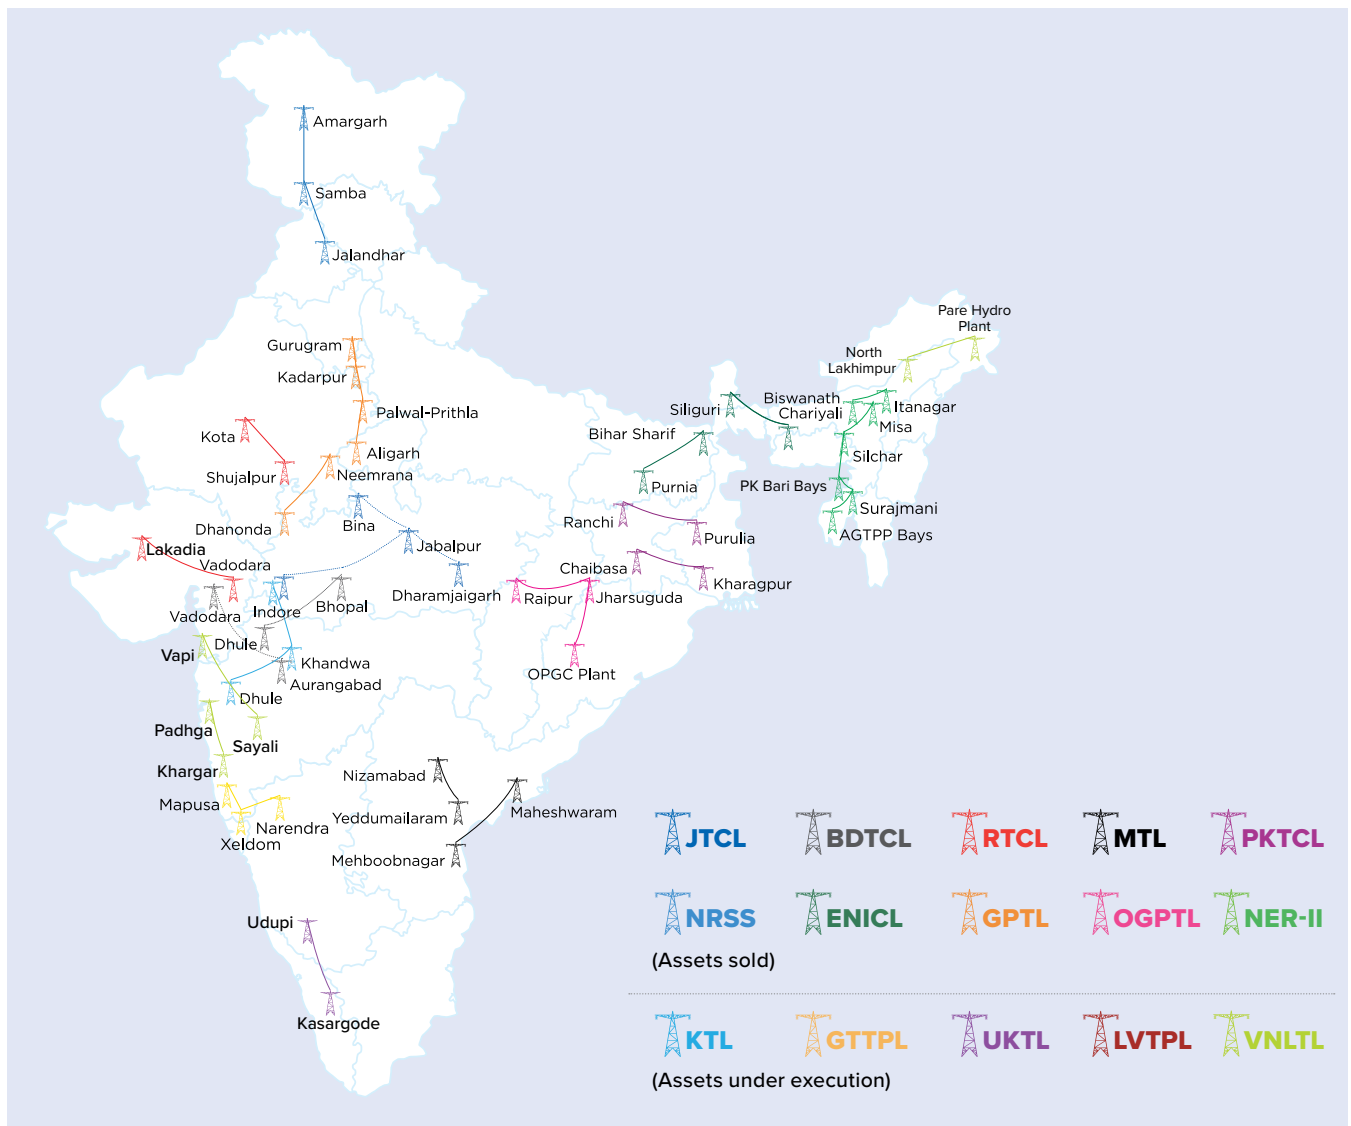 Amargarh
Samba
Jalandhar
Pare Hydro
Plant
Gurugram
North
Lakhimpur
Kadarpur
Palwal-Prithla
Siliguri
Biswanath
Chariyali
Itanagar
Misa
Kota
Bihar Sharif
Aligarh
Silchar
Shujalpur
Neemrana
Purnia
PK Bari Bays
Surajmani
Dhanonda
Bina
Ranchi
Purulia
AGTPP Bays
Lakadia
Jabalpur
Vadodara
Chaibasa
Kharagpur
Dharamjaigarh
Raipur
Jharsuguda
Vadodara
Indore
Bhopal
Dhule
Vapi
Khandwa
Aurangabad
OPGC Plant
Dhule
Padhga
Sayali
Khargar
Nizamabad
Mapusa
Narendra
Xeldom
Yeddumailaram
Maheshwaram
Mehboobnagar
Udupi
Kasargode
JTCL
BDTCL
RTCL
MTL
PKTCL
NRSS
ENICL
GPTL
OGPTL
NER-II
(Assets sold)
KTL
GTTPL
UKTL
LVTPL
VNLTL
(Assets under execution)